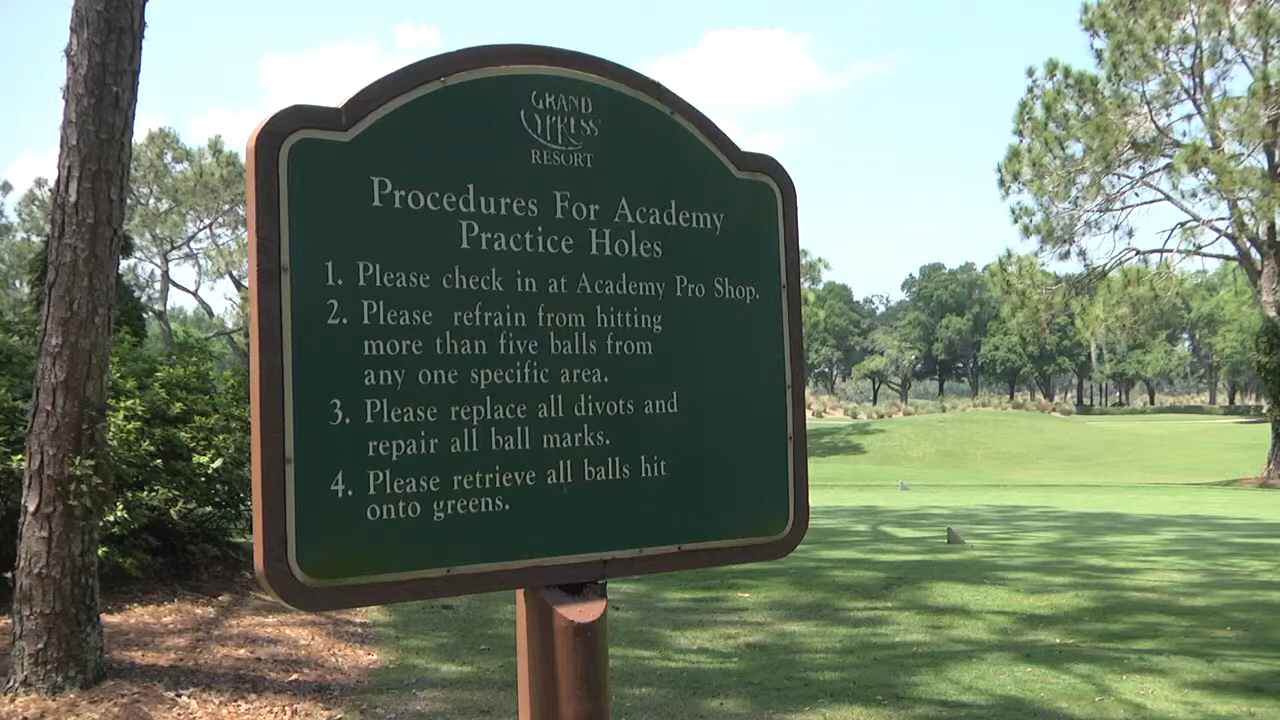 GRAND
CYPRESS
RESORT
Procedures For Academy
Practice Holes
1. Please check in at Academy Pro Shop.
2. Please refrain from hitting
more than five balls from
any one specific area.
3. Please replace all divots and
repair all ball marks.
4. Please retrieve all balls hit
onto greens.